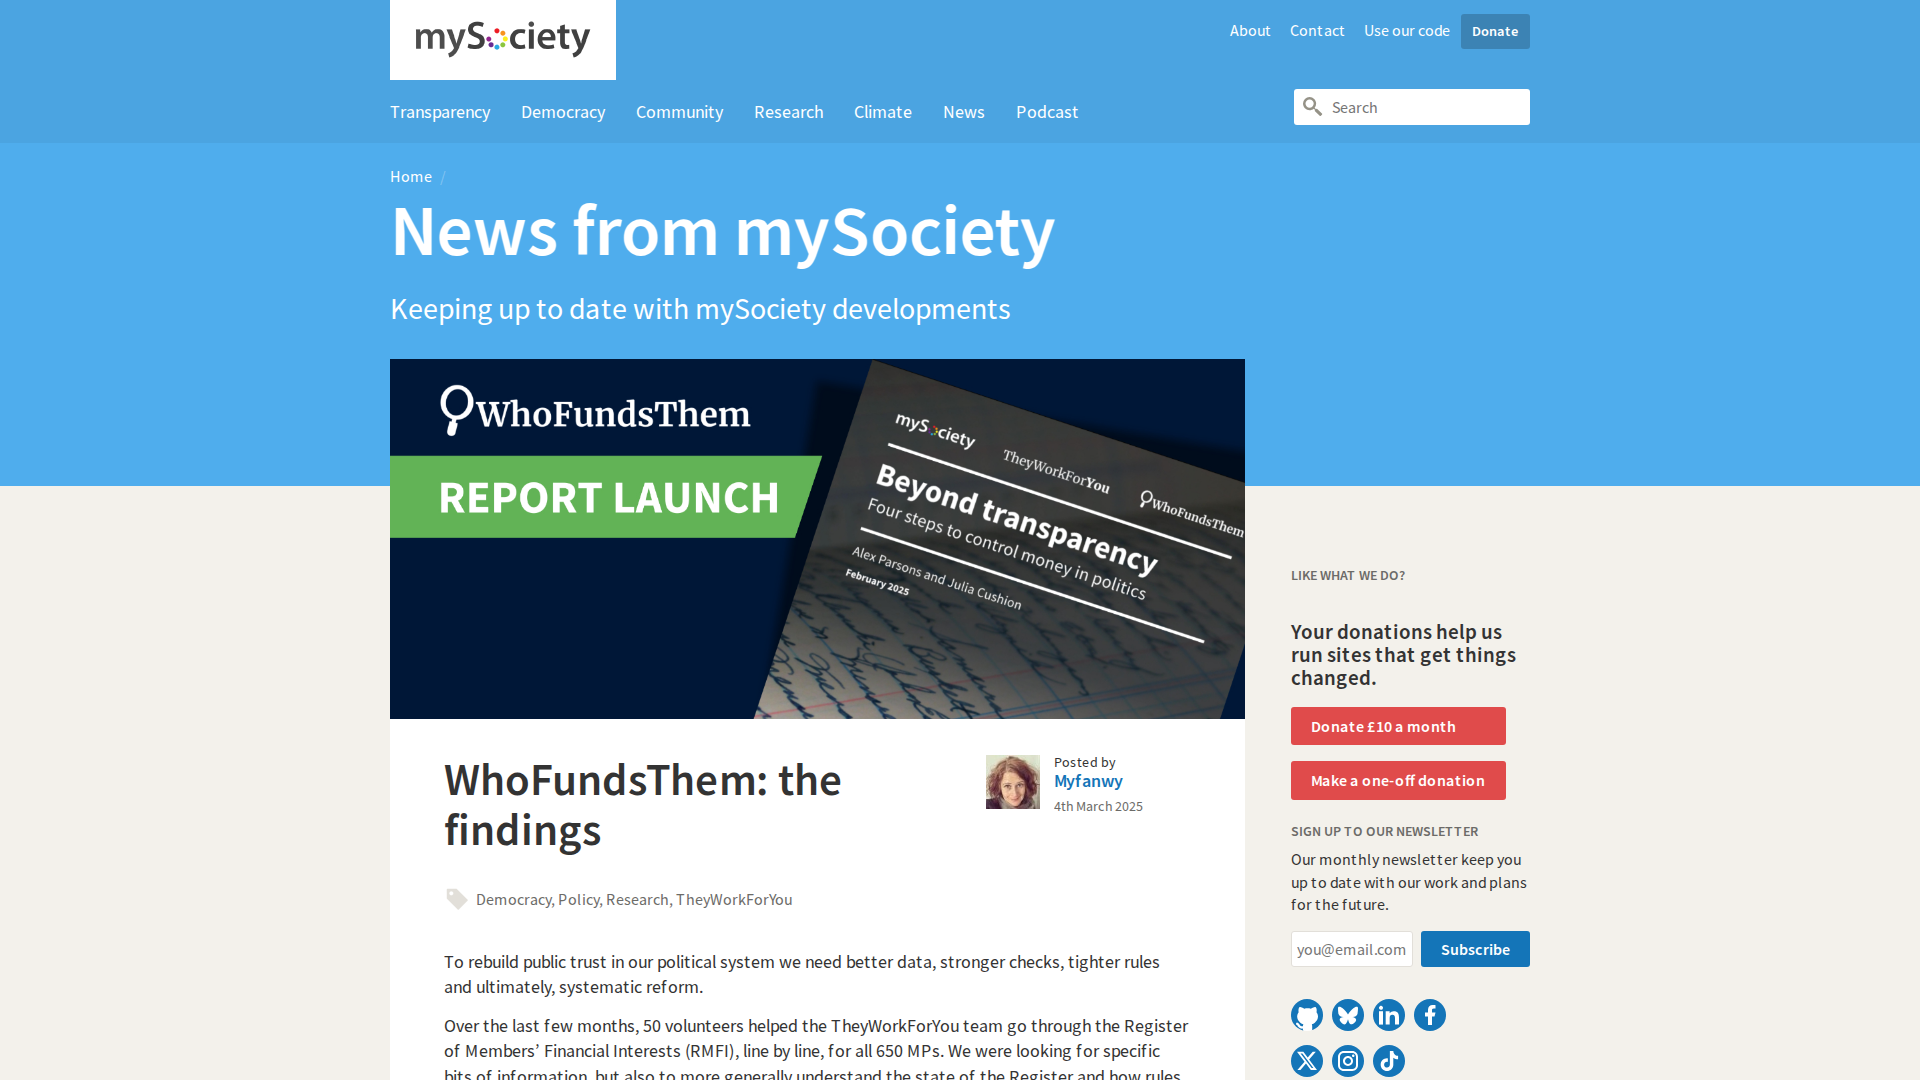 mySociety
About
Contact
Use our code
Donate
Transparency
Democracy
Community
Research
Climate
News
Podcast
Search
Home /
News from mySociety
Keeping up to date with mySociety developments
WhoFundsThem
REPORT LAUNCH
mySociety
TheyWorkForYou
WhoFundsThem
Beyond transparency
Four steps to control money in politics
Alex Parsons and Julia Cushion
February 2025
WhoFundsThem: the
findings
Posted by
Myfanwy
4th March 2025
Democracy, Policy, Research, TheyWorkForYou
To rebuild public trust in our political system we need better data, stronger checks, tighter rules
and ultimately, systematic reform.
Over the last few months, 50 volunteers helped the TheyWorkForYou team go through the Register
of Members’ Financial Interests (RMFI), line by line, for all 650 MPs. We were looking for specific
bits of information, but also to more generally understand the state of the Register and how rules
LIKE WHAT WE DO?
Your donations help us
run sites that get things
changed.
Donate £10 a month
Make a one-off donation
SIGN UP TO OUR NEWSLETTER
Our monthly newsletter keep you
up to date with our work and plans
for the future.
you@email.com
Subscribe